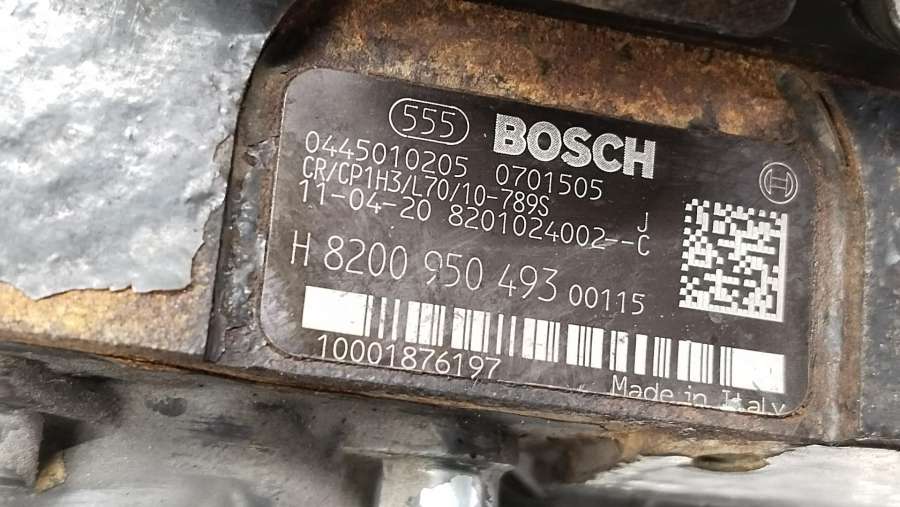 555 BOSCH
0445010205 0701505
CR/CP1H3/L70/10-789S
11-04-20 8201024002--C
J
H 8200 950 493 00115
10001876197
Made in Italy